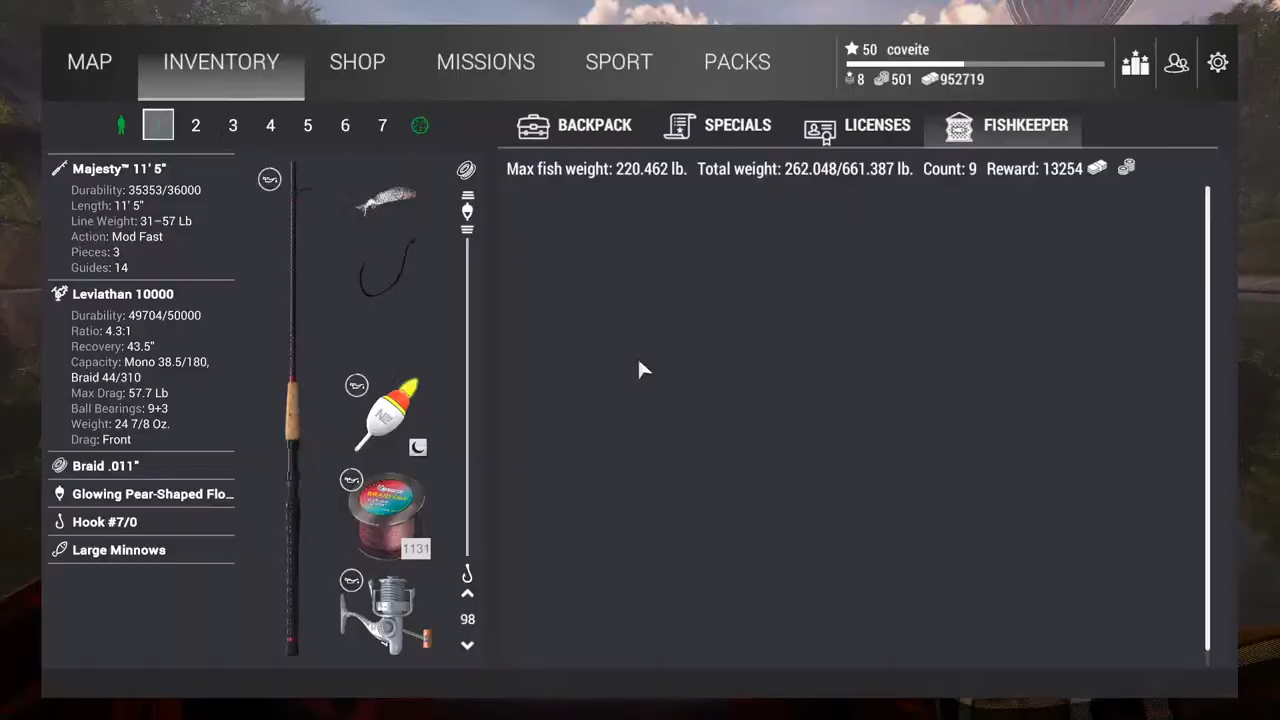 MAP INVENTORY SHOP MISSIONS SPORT PACKS
50 coveite
8 501 952719
1 2 3 4 5 6 7
BACKPACK SPECIALS LICENSES FISHKEEPER
Max fish weight: 220.462 lb. Total weight: 262.048/661.387 lb. Count: 9 Reward: 13254
Majesty™ 11' 5"
Durability: 35353/36000
Length: 11' 5"
Line Weight: 31–57 Lb
Action: Mod Fast
Pieces: 3
Guides: 14
Leviathan 10000
Durability: 49704/50000
Ratio: 4.3:1
Recovery: 43.5"
Capacity: Mono 38.5/180,
Braid 44/310
Max Drag: 57.7 Lb
Ball Bearings: 9+3
Weight: 24 7/8 Oz.
Drag: Front
Braid .011"
Glowing Pear-Shaped Flo...
Hook #7/0
Large Minnows
1131
98